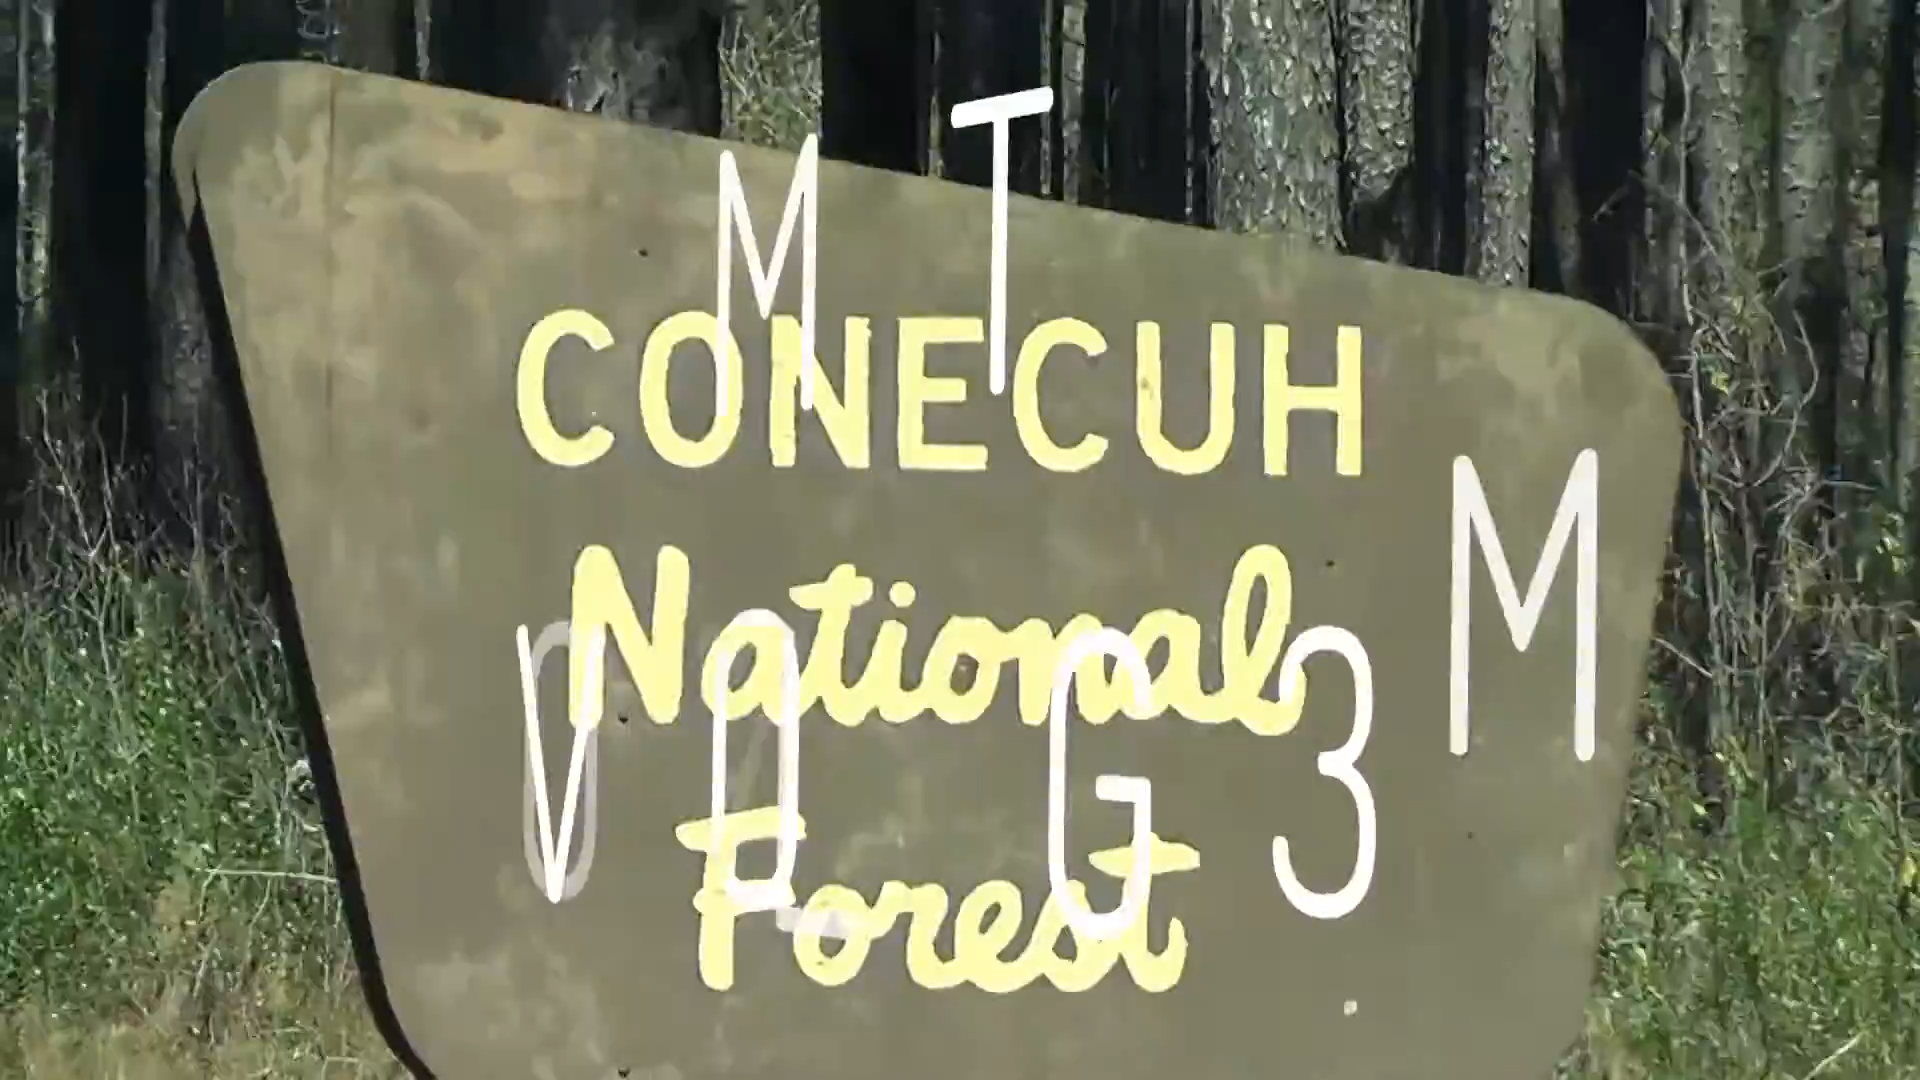 M T
CONECUH
M
National
G 3
Forest